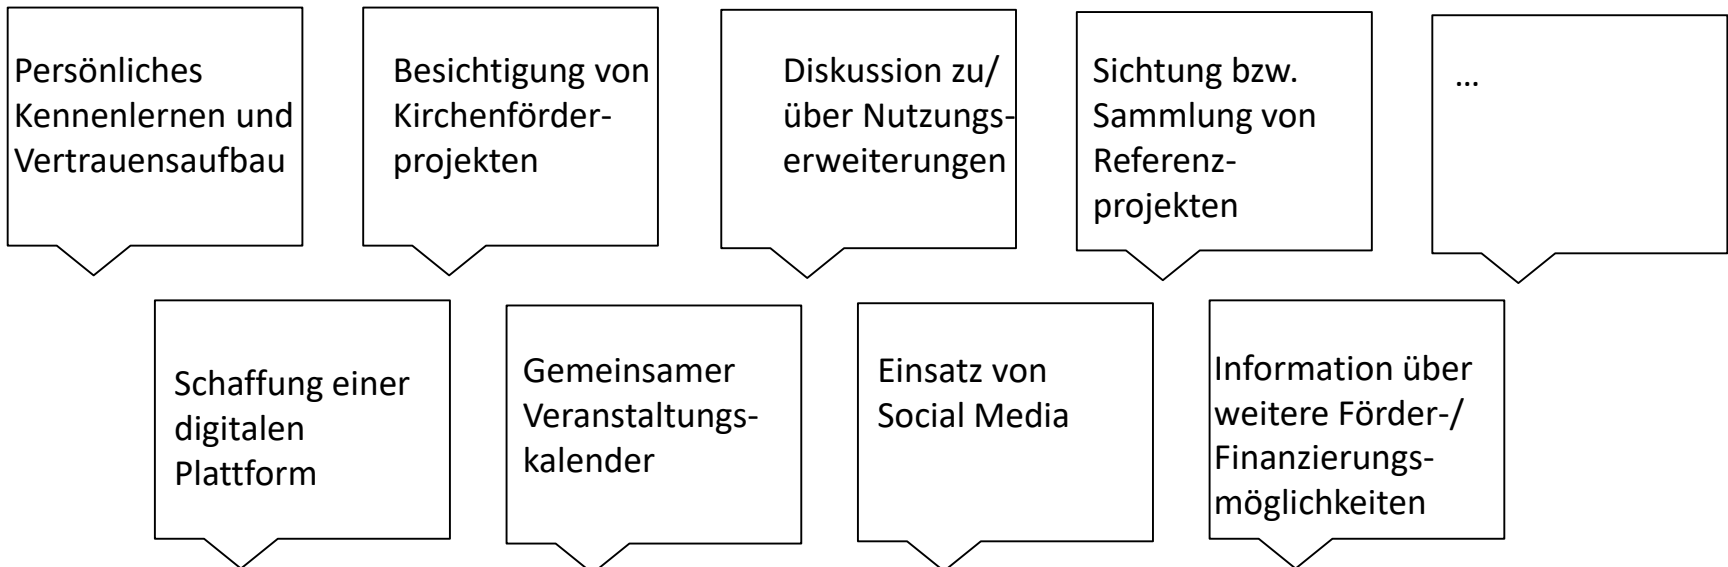 Persönliches
Kennenlernen und
Vertrauensaufbau
Besichtigung von
Kirchenförder-
projekten
Diskussion zu/
über Nutzungs-
erweiterungen
Sichtung bzw.
Sammlung von
Referenz-
projekten
...
Schaffung einer
digitalen
Plattform
Gemeinsamer
Veranstaltungs-
kalender
Einsatz von
Social Media
Information über
weitere Förder-/
Finanzierungs-
möglichkeiten